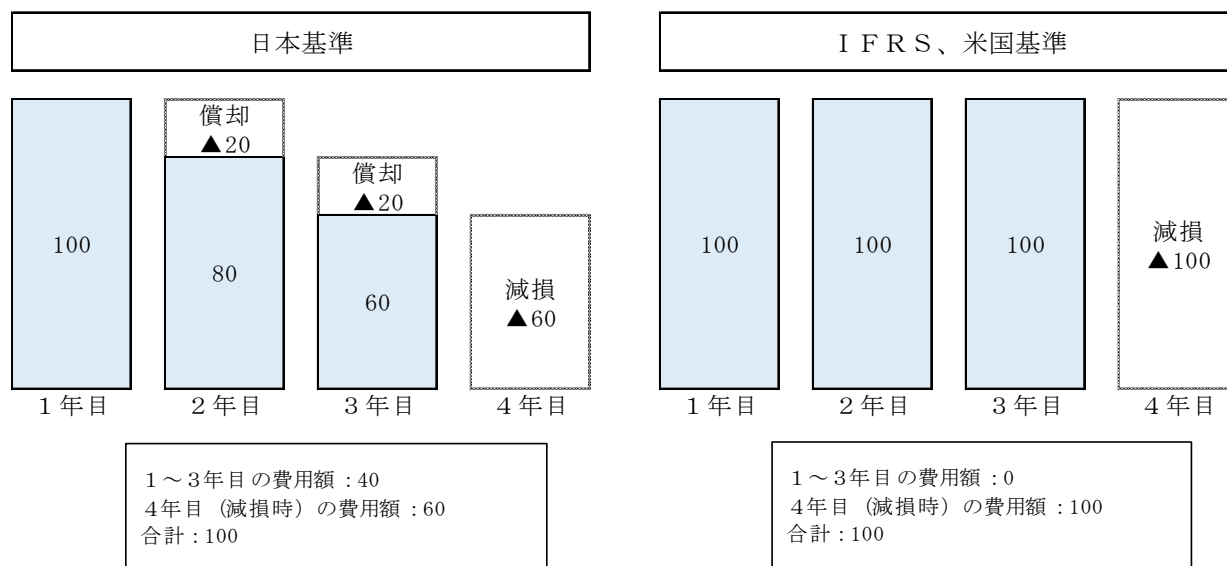 日本基準
償却
▲20
償却
▲20
100
80
60
減損
▲60
１年目
２年目
３年目
４年目
１～３年目の費用額：40
４年目（減損時）の費用額：60
合計：100
ＩＦＲＳ、米国基準
100
100
100
減損
▲100
１年目
２年目
３年目
４年目
１～３年目の費用額：0
４年目（減損時）の費用額：100
合計：100